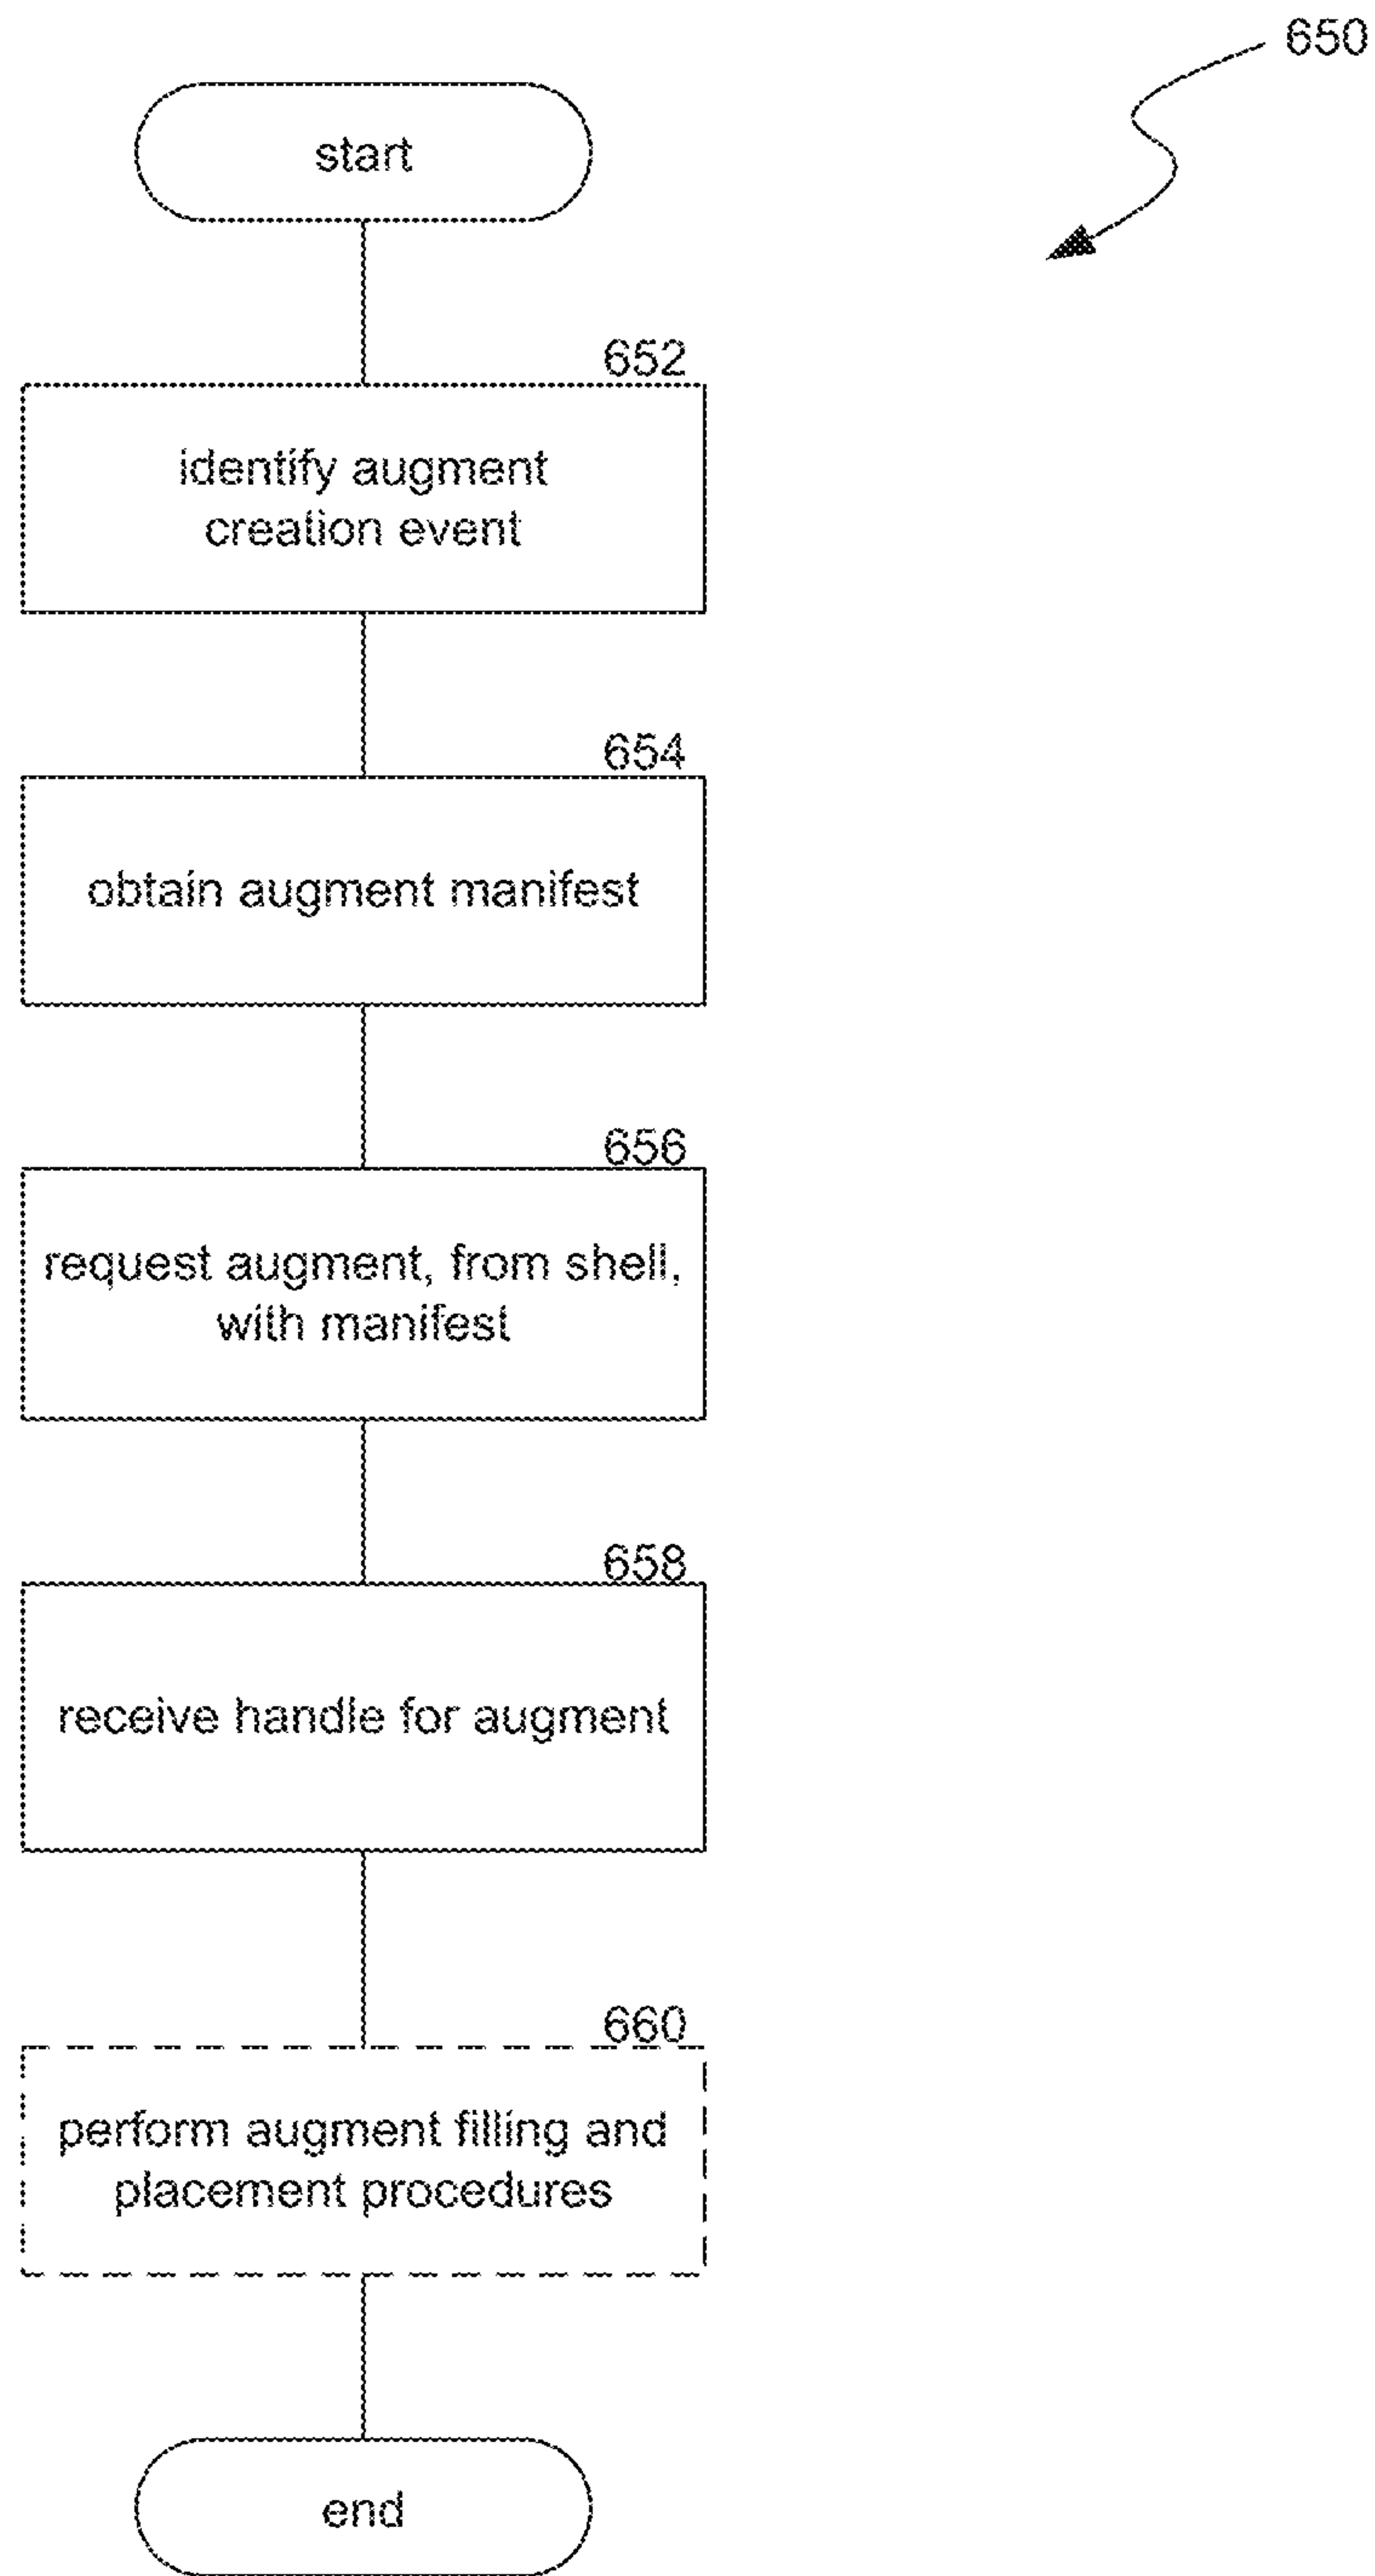 650
start
652
identify augment
creation event
654
obtain augment manifest
656
request augment, from shell,
with manifest
658
receive handle for augment
660
perform augment filling and
placement procedures
end